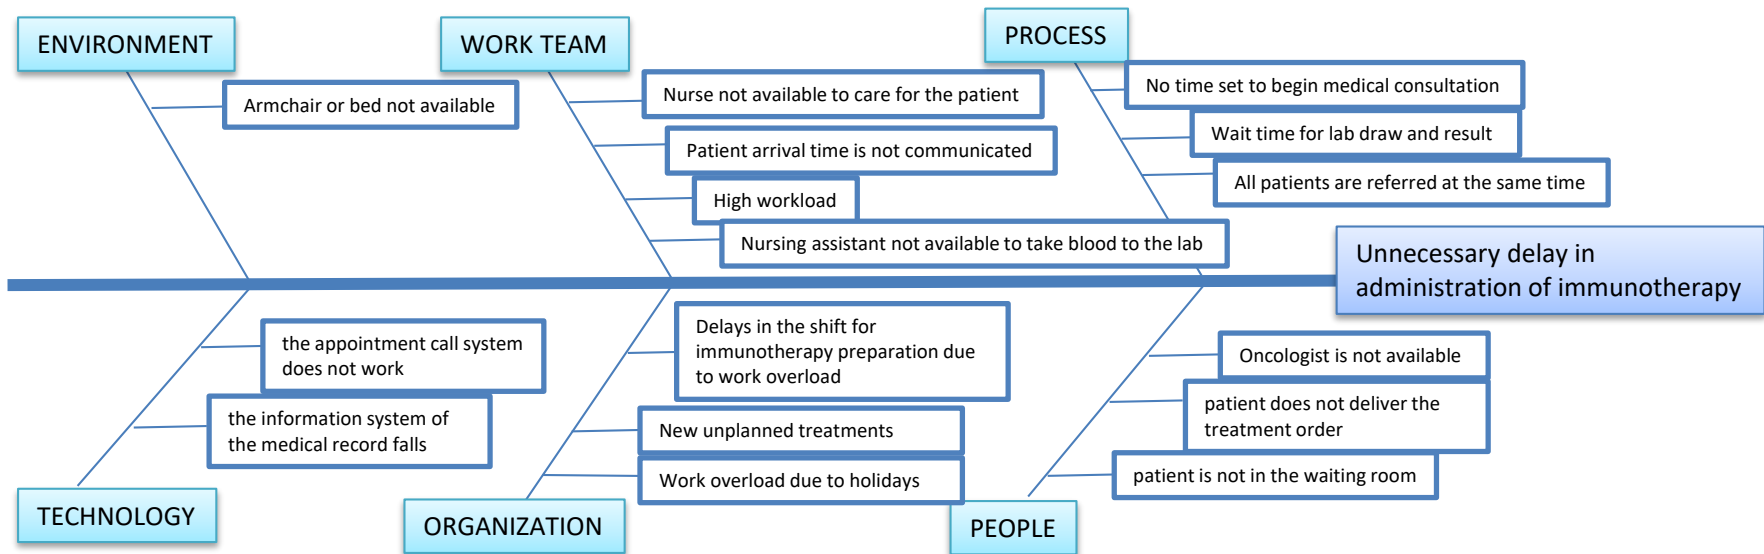 ENVIRONMENT
Armchair or bed not available
WORK TEAM
Nurse not available to care for the patient
Patient arrival time is not communicated
High workload
Nursing assistant not available to take blood to the lab
PROCESS
No time set to begin medical consultation
Wait time for lab draw and result
All patients are referred at the same time
Unnecessary delay in
administration of immunotherapy
the appointment call system
does not work
the information system of
the medical record falls
TECHNOLOGY
Delays in the shift for
immunotherapy preparation due
to work overload
New unplanned treatments
Work overload due to holidays
ORGANIZATION
Oncologist is not available
patient does not deliver the
treatment order
patient is not in the waiting room
PEOPLE